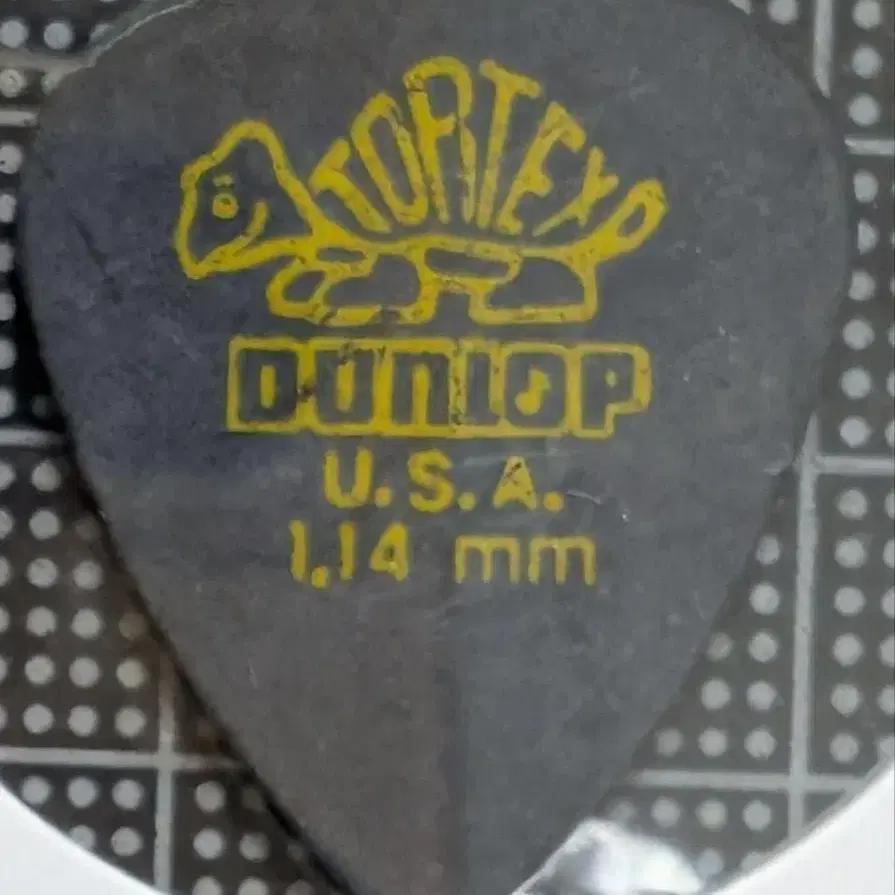 TORTEX
DUNLOP
U.S.A.
1.14 mm